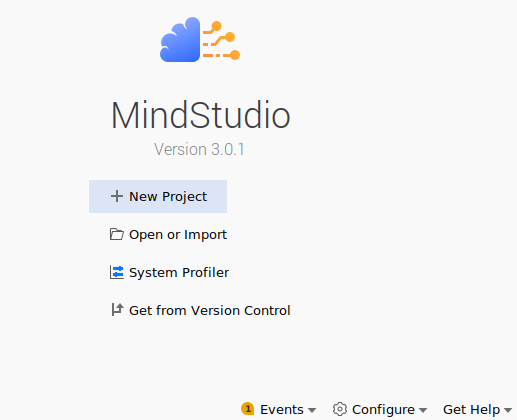 MindStudio
Version 3.0.1
New Project
Open or Import
System Profiler
Get from Version Control
1 Events Configure Get Help